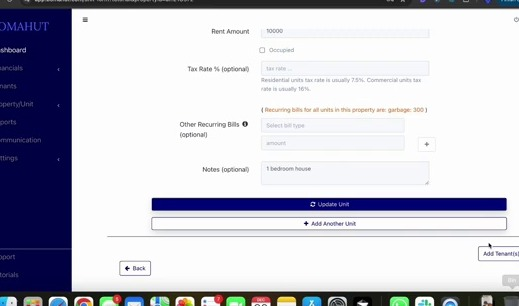 OMAHUT
shboard
ancials
nants
operty/Unit
ports
mmunication
ttings
pport
torials
Rent Amount
10000
Occupied
Tax Rate % (optional)
tax rate ...
Residential units tax rate is usually 7.5%. Commercial units tax
rate is usually 16%.
( Recurring bills for all units in this property are: garbage: 300 )
Other Recurring Bills
(optional)
Select bill type
amount
+
Notes (optional)
1 bedroom house
Update Unit
+ Add Another Unit
Add Tenant(s)
Back